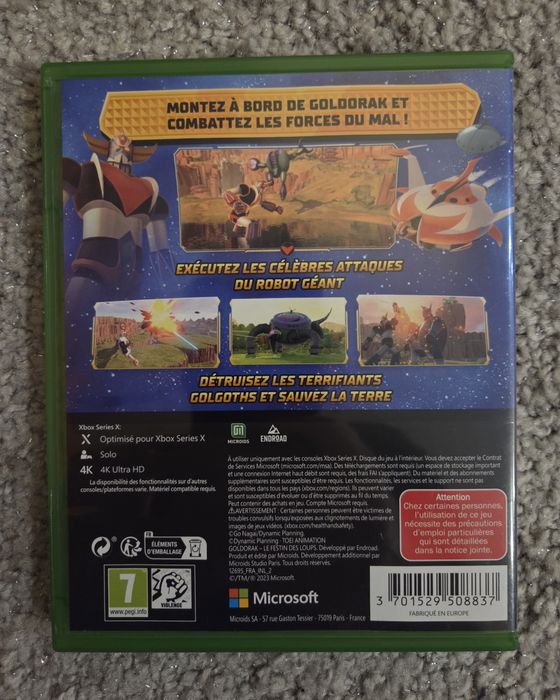 MONTEZ À BORD DE GOLDORAK ET
COMBATTEZ LES FORCES DU MAL !
EXÉCUTEZ LES CÉLÈBRES ATTAQUES
DU ROBOT GÉANT
DÉTRUISEZ LES TERRIFIANTS
GOLGOTHS ET SAUVEZ LA TERRE
Xbox Series X:
Optimisé pour Xbox Series X
Solo
4K 4K Ultra HD
La disponibilité des fonctionnalités sur d'autres
consoles/plateformes varie. Matériel compatible requis.
MICROIDS
ENDROAD
À utiliser uniquement avec les consoles Xbox Series X. Disque du jeu à l'intérieur. Vous devez accepter le Contrat
de Services Microsoft (microsoft.com/msa). Des téléchargements sont requis (un espace de stockage important
et une connexion Internet haut débit sont requis, des frais FAI s'appliquent). Du matériel et des abonnements
supplémentaires sont susceptibles d'être requis. Les fonctionnalités, les services et le support ne sont pas
disponibles dans tous les pays (xbox.com/regions). Ils peuvent varier
et sont susceptibles d'évoluer ou d'être supprimés au fil du temps.
Peut contenir des achats en jeu. Compte Microsoft requis.
AVERTISSEMENT : Certaines personnes peuvent être victimes de
troubles convulsifs lorsqu'exposées aux clignotements de lumière et
images de jeux vidéos. (xbox.com/healthandsafety).
©Go Nagai/Dynamic Planning.
©Dynamic Planning · TOEI ANIMATION
GOLDORAK – LE FESTIN DES LOUPS. Développé par Endroad.
Produit et édité par Microids. Développement additionnel par
Microids Studio Paris. Tous droits réservés.
12695_FRA_INL_2
©/TM/® 2023 Microsoft
Attention
Chez certaines personnes,
l'utilisation de ce jeu
nécessite des précautions
d'emploi particulières
qui sont détaillées
dans la notice jointe.
FR
ÉLÉMENTS
D'EMBALLAGE
7
www.pegi.info
VIOLENCE
Microsoft
Microids SA - 57 rue Gaston Tessier - 75019 Paris - France
3 701529 508837
FABRIQUÉ EN EUROPE